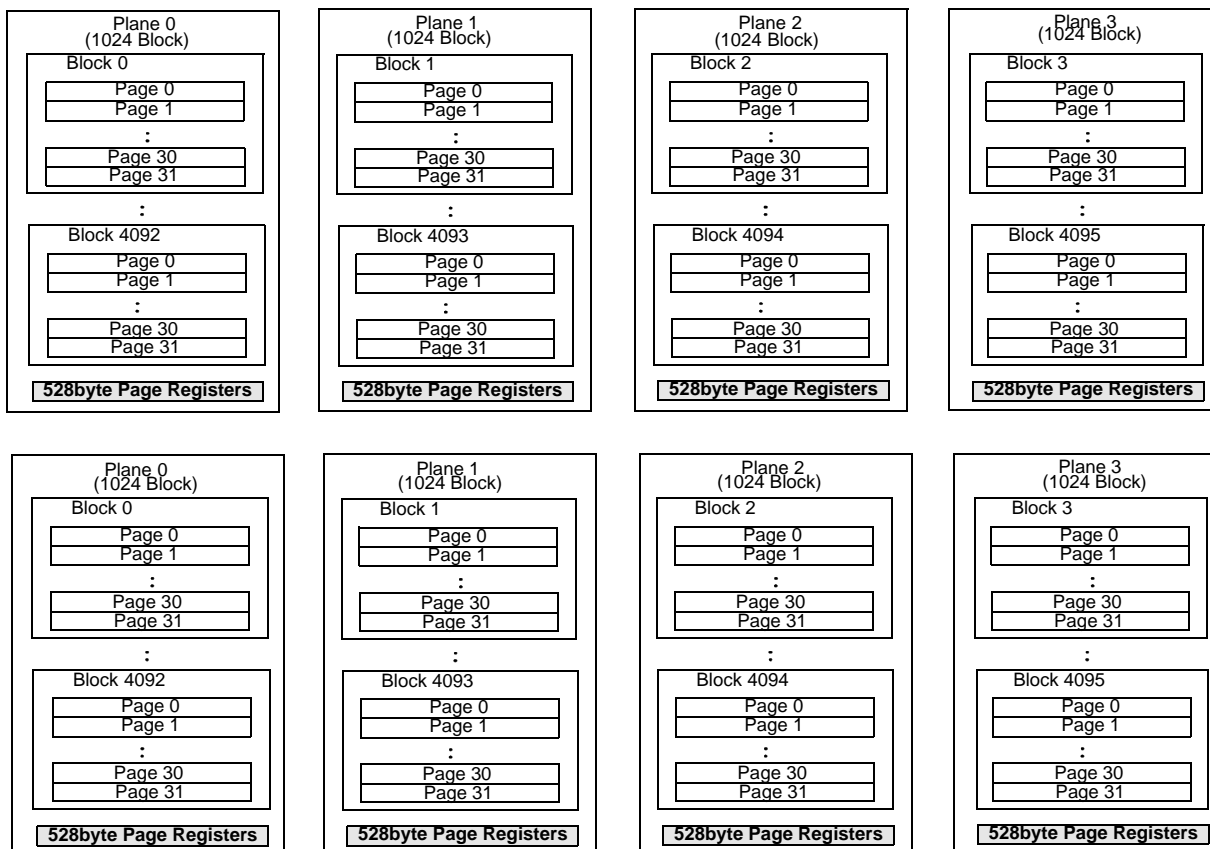 Plane 0
(1024 Block)
Block 0
Page 0
Page 1
:
Page 30
Page 31
:
Block 4092
Page 0
Page 1
:
Page 30
Page 31
528byte Page Registers
Plane 1
(1024 Block)
Block 1
Page 0
Page 1
:
Page 30
Page 31
:
Block 4093
Page 0
Page 1
:
Page 30
Page 31
528byte Page Registers
Plane 2
(1024 Block)
Block 2
Page 0
Page 1
:
Page 30
Page 31
:
Block 4094
Page 0
Page 1
:
Page 30
Page 31
528byte Page Registers
Plane 3
(1024 Block)
Block 3
Page 0
Page 1
:
Page 30
Page 31
:
Block 4095
Page 0
Page 1
:
Page 30
Page 31
528byte Page Registers
Plane 0
(1024 Block)
Block 0
Page 0
Page 1
:
Page 30
Page 31
:
Block 4092
Page 0
Page 1
:
Page 30
Page 31
528byte Page Registers
Plane 1
(1024 Block)
Block 1
Page 0
Page 1
:
Page 30
Page 31
:
Block 4093
Page 0
Page 1
:
Page 30
Page 31
528byte Page Registers
Plane 2
(1024 Block)
Block 2
Page 0
Page 1
:
Page 30
Page 31
:
Block 4094
Page 0
Page 1
:
Page 30
Page 31
528byte Page Registers
Plane 3
(1024 Block)
Block 3
Page 0
Page 1
:
Page 30
Page 31
:
Block 4095
Page 0
Page 1
:
Page 30
Page 31
528byte Page Registers